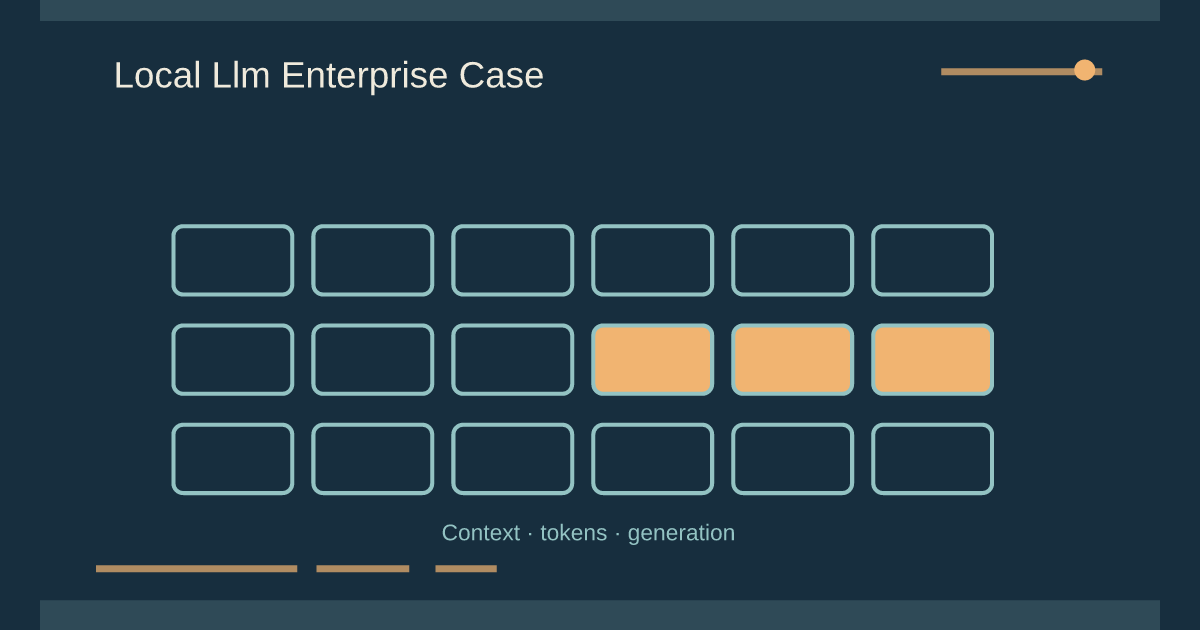 Local Llm Enterprise Case
Context · tokens · generation